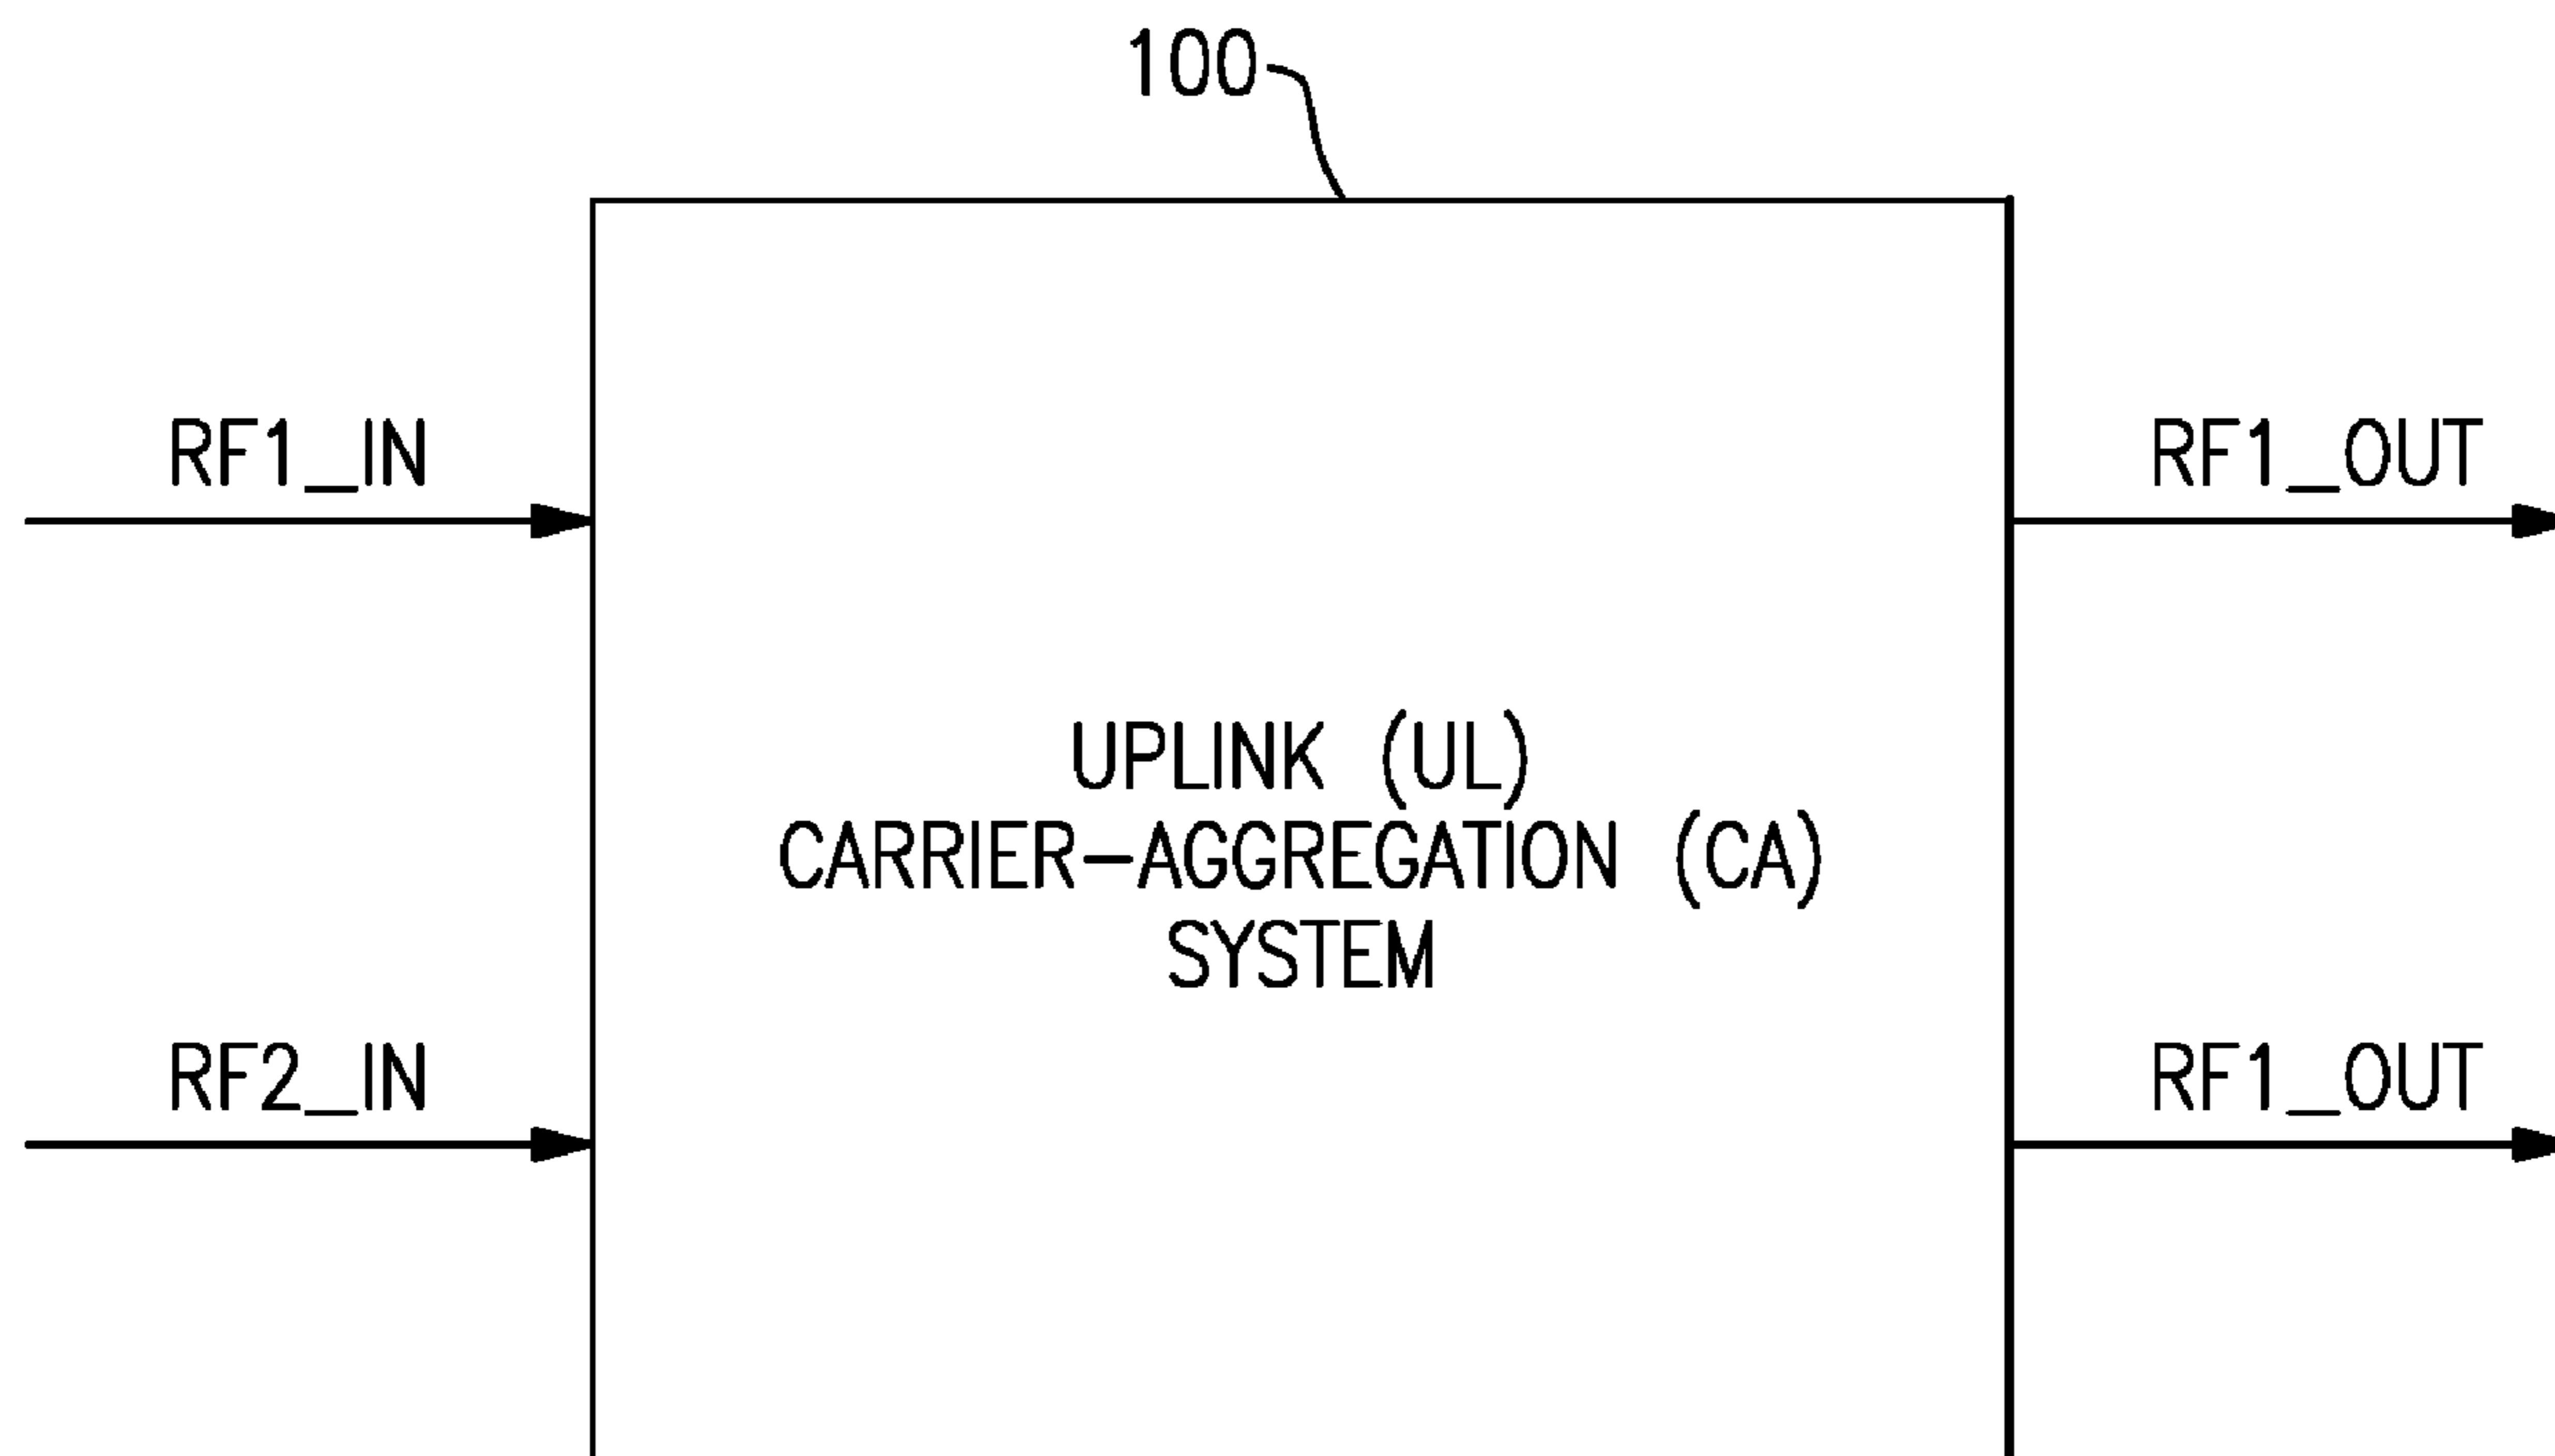 100
RF1_IN
RF1_OUT
UPLINK (UL)
CARRIER-AGGREGATION (CA)
SYSTEM
RF2_IN
RF1_OUT